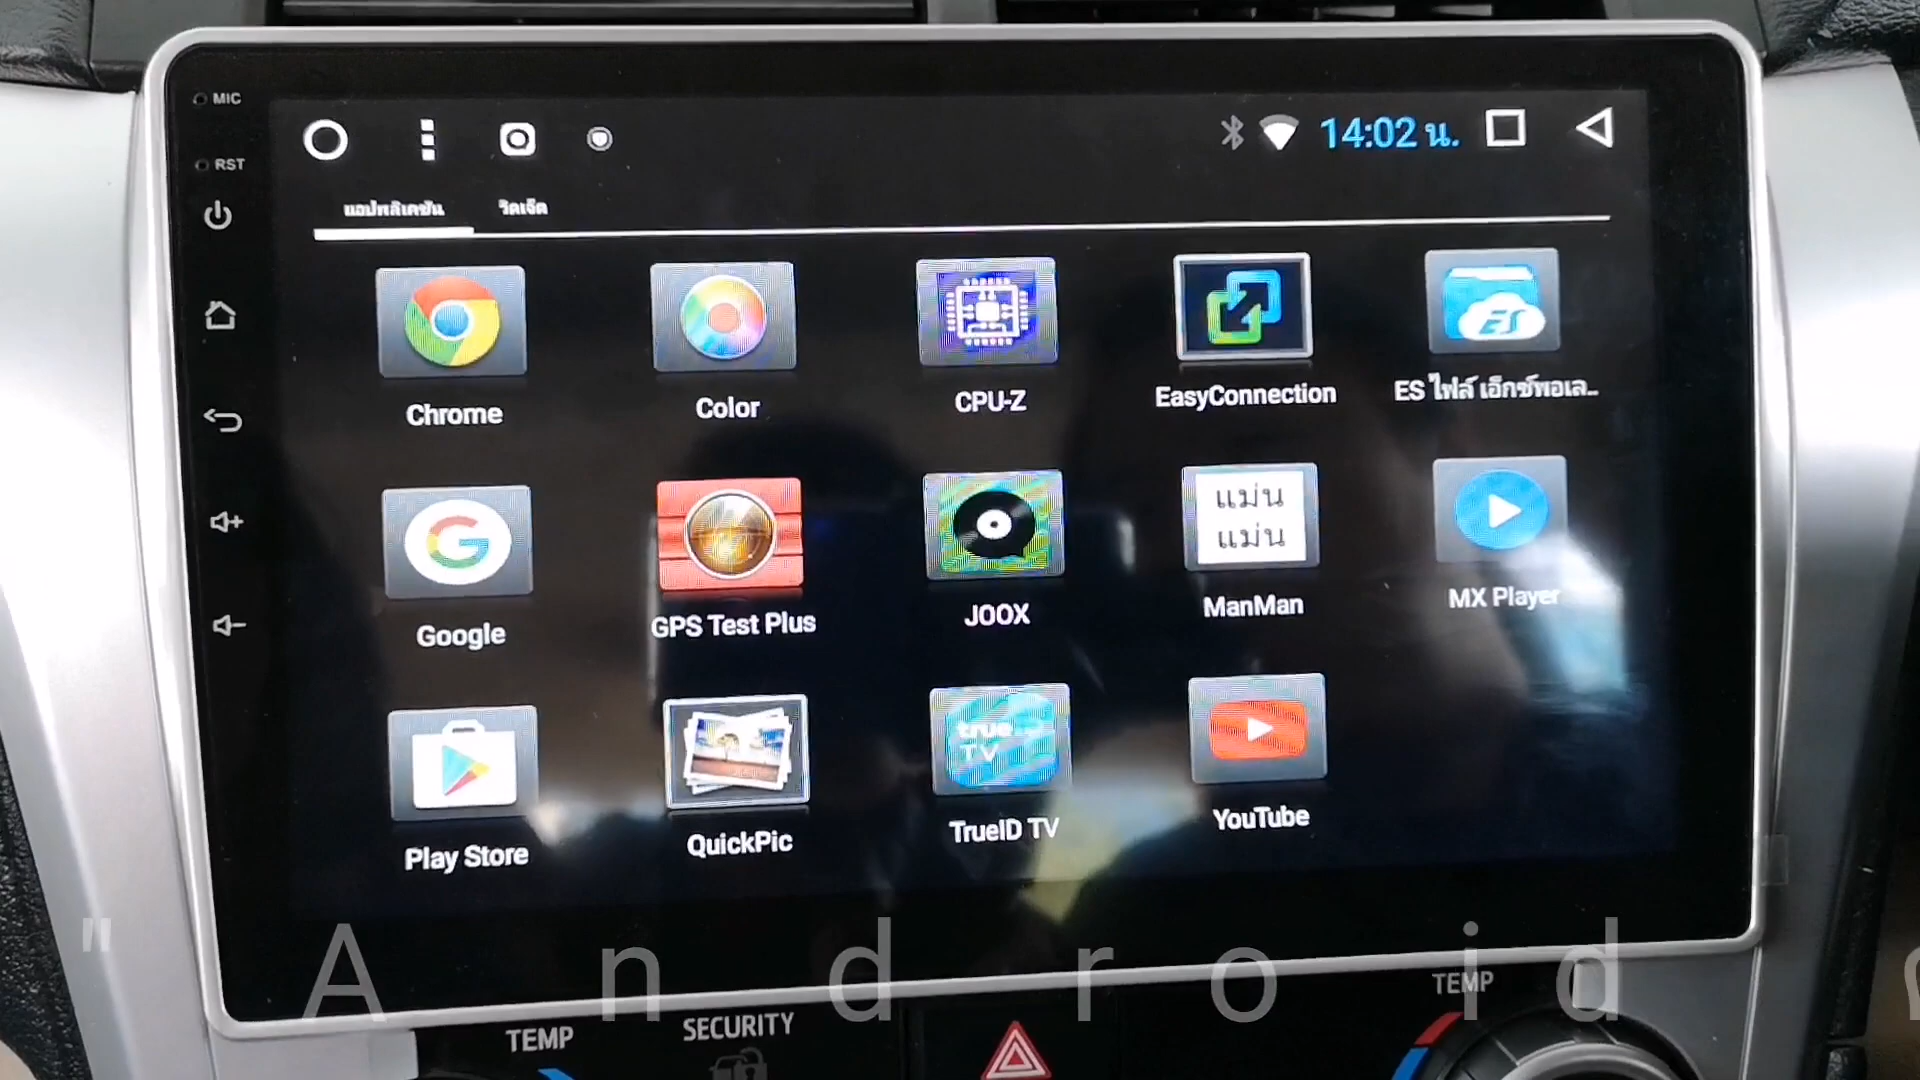 MIC
RST
14:02 น.
แอปพลิเคชัน วิดเจ็ต
Chrome Color CPU-Z EasyConnection ES ไฟล์ เอ็กซ์พอเล..
ES
แม่น
แม่น
G
Google GPS Test Plus JOOX ManMan MX Player
true
TV
Play Store QuickPic TrueID TV YouTube
" Android
TEMP SECURITY TEMP